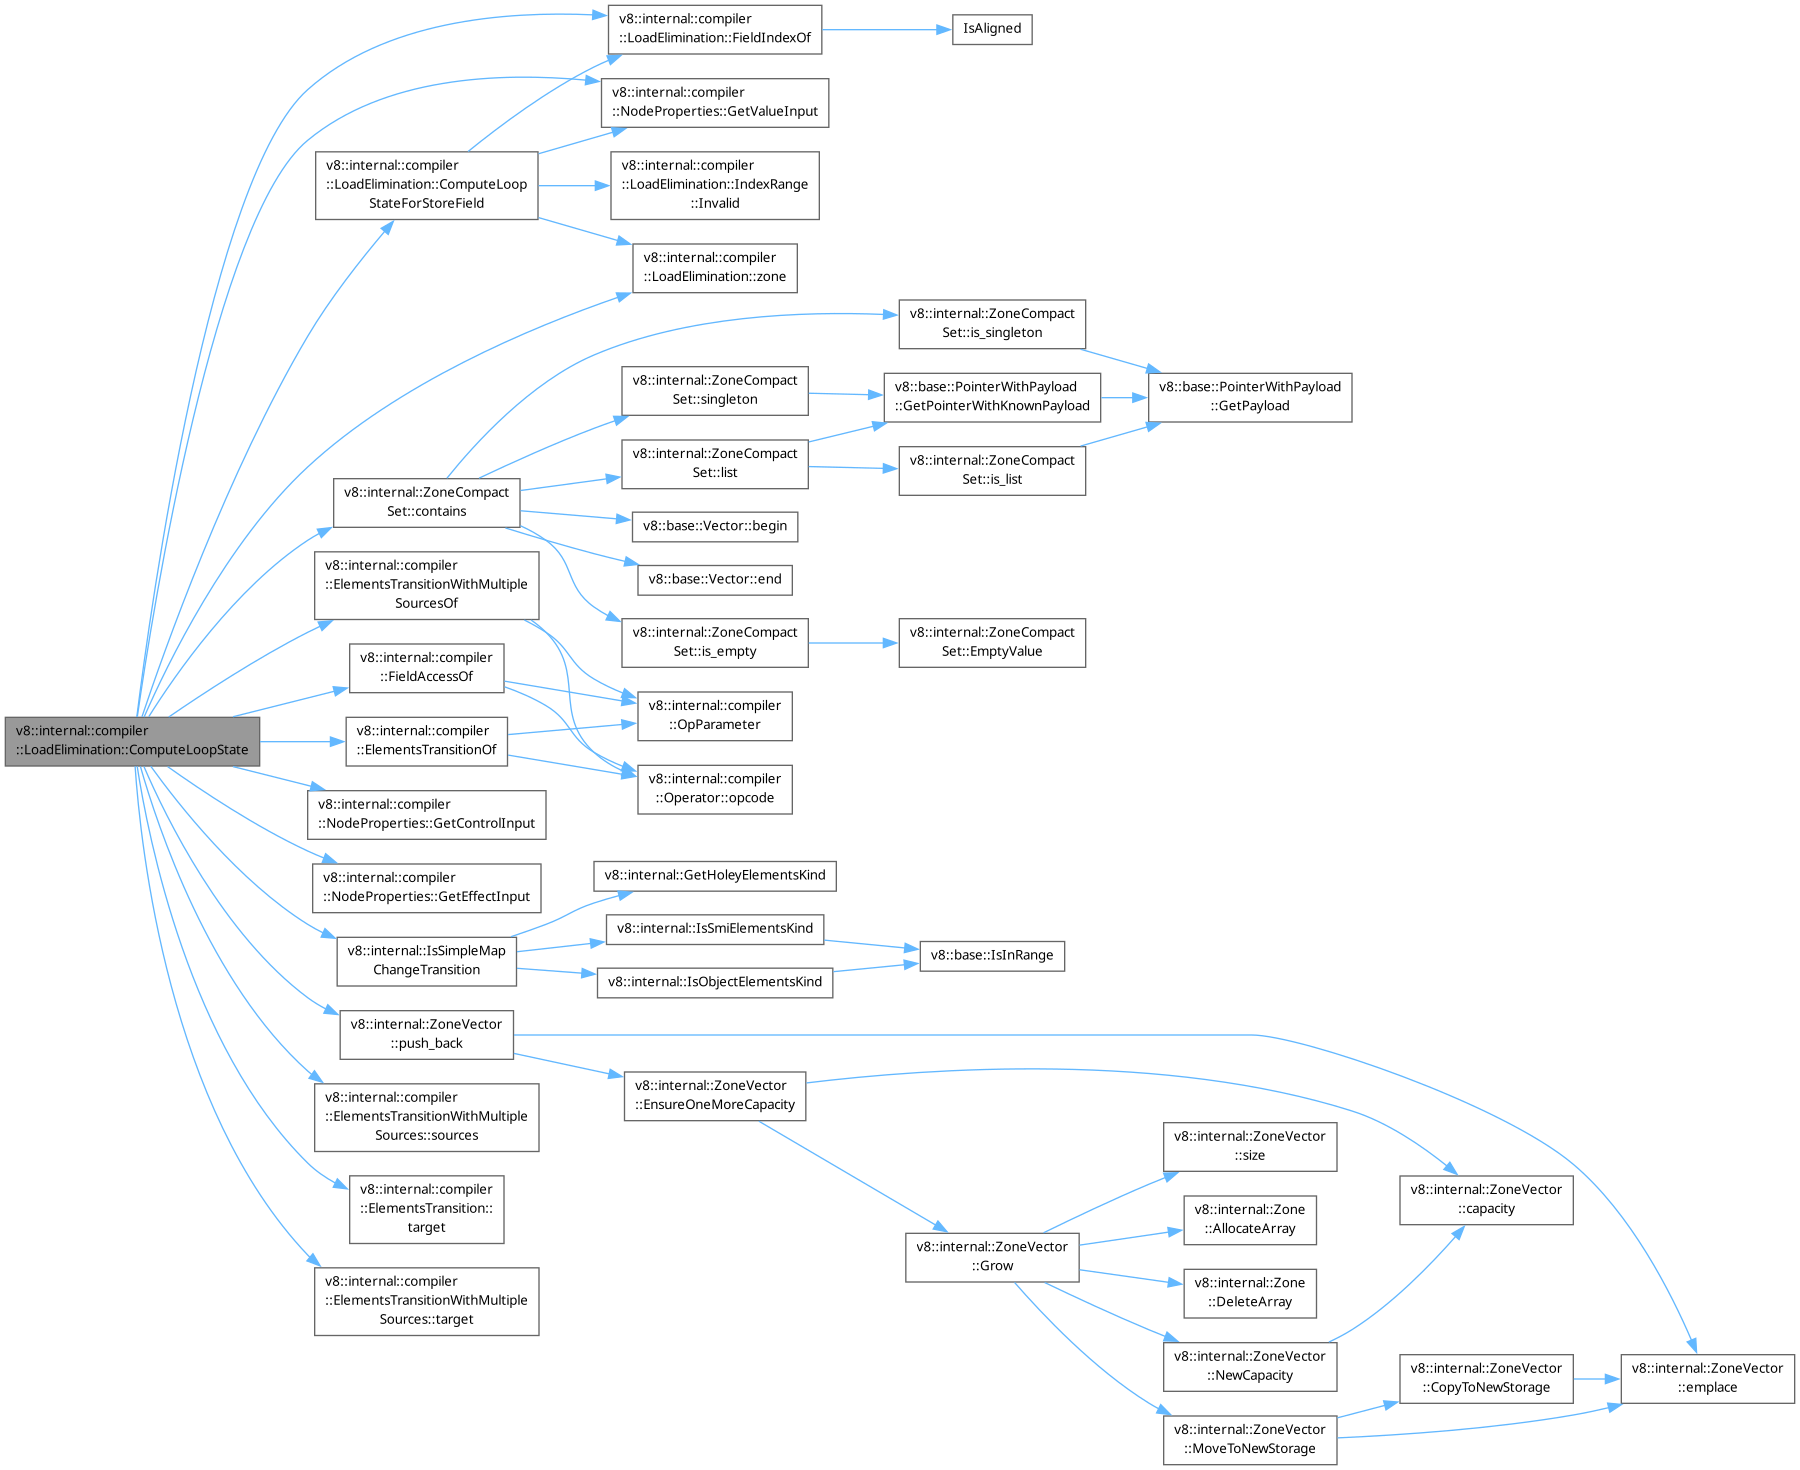 v8::internal::compiler
::LoadElimination::ComputeLoopState
v8::internal::compiler
::LoadElimination::FieldIndexOf
IsAligned
v8::internal::compiler
::NodeProperties::GetValueInput
v8::internal::compiler
::LoadElimination::ComputeLoop
StateForStoreField
v8::internal::compiler
::LoadElimination::IndexRange
::Invalid
v8::internal::compiler
::LoadElimination::zone
v8::internal::ZoneCompact
Set::contains
v8::internal::ZoneCompact
Set::is_singleton
v8::internal::ZoneCompact
Set::singleton
v8::base::PointerWithPayload
::GetPointerWithKnownPayload
v8::base::PointerWithPayload
::GetPayload
v8::internal::ZoneCompact
Set::list
v8::internal::ZoneCompact
Set::is_list
v8::base::Vector::begin
v8::base::Vector::end
v8::internal::ZoneCompact
Set::is_empty
v8::internal::ZoneCompact
Set::EmptyValue
v8::internal::compiler
::ElementsTransitionWithMultiple
SourcesOf
v8::internal::compiler
::FieldAccessOf
v8::internal::compiler
::OpParameter
v8::internal::compiler
::ElementsTransitionOf
v8::internal::compiler
::Operator::opcode
v8::internal::compiler
::NodeProperties::GetControlInput
v8::internal::compiler
::NodeProperties::GetEffectInput
v8::internal::IsSimpleMap
ChangeTransition
v8::internal::GetHoleyElementsKind
v8::internal::IsSmiElementsKind
v8::internal::IsObjectElementsKind
v8::base::IsInRange
v8::internal::ZoneVector
::push_back
v8::internal::ZoneVector
::EnsureOneMoreCapacity
v8::internal::compiler
::ElementsTransitionWithMultiple
Sources::sources
v8::internal::compiler
::ElementsTransition::
target
v8::internal::compiler
::ElementsTransitionWithMultiple
Sources::target
v8::internal::ZoneVector
::Grow
v8::internal::ZoneVector
::size
v8::internal::Zone
::AllocateArray
v8::internal::Zone
::DeleteArray
v8::internal::ZoneVector
::NewCapacity
v8::internal::ZoneVector
::MoveToNewStorage
v8::internal::ZoneVector
::capacity
v8::internal::ZoneVector
::CopyToNewStorage
v8::internal::ZoneVector
::emplace